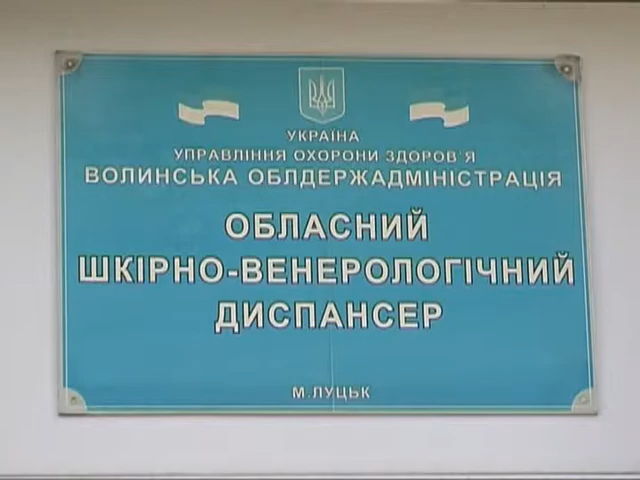 УКРАЇНА
УПРАВЛІННЯ ОХОРОНИ ЗДОРОВ'Я
ВОЛИНСЬКА ОБЛДЕРЖАДМІНІСТРАЦІЯ
ОБЛАСНИЙ
ШКІРНО-ВЕНЕРОЛОГІЧНИЙ
ДИСПАНСЕР
М.ЛУЦЬК